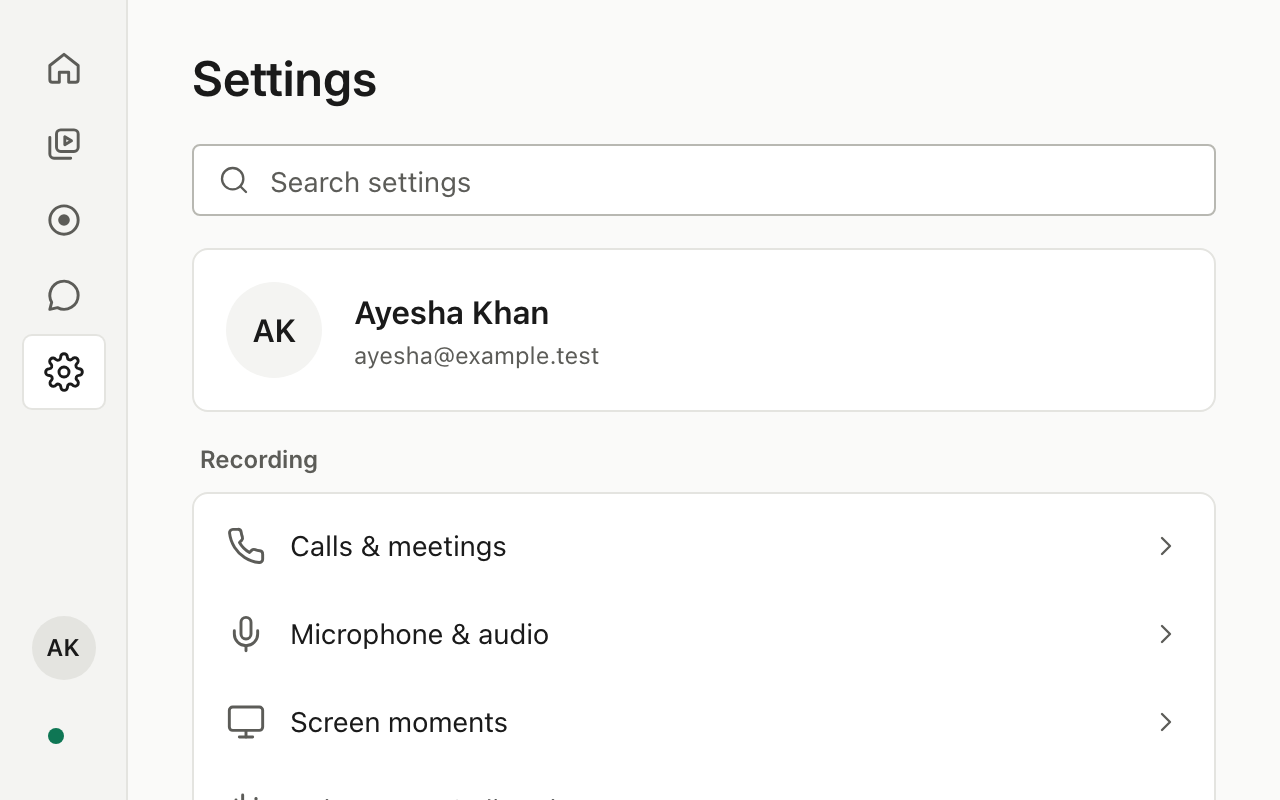 Settings
Search settings
AK
Ayesha Khan
ayesha@example.test
Recording
Calls & meetings
Microphone & audio
Screen moments
AK